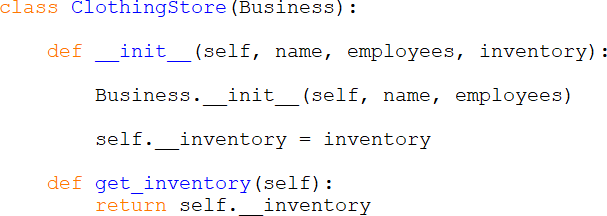 class ClothingStore(Business):
    def __init__(self, name, employees, inventory):
        Business.__init__(self, name, employees)
        self.__inventory = inventory
    def get_inventory(self):
        return self.__inventory